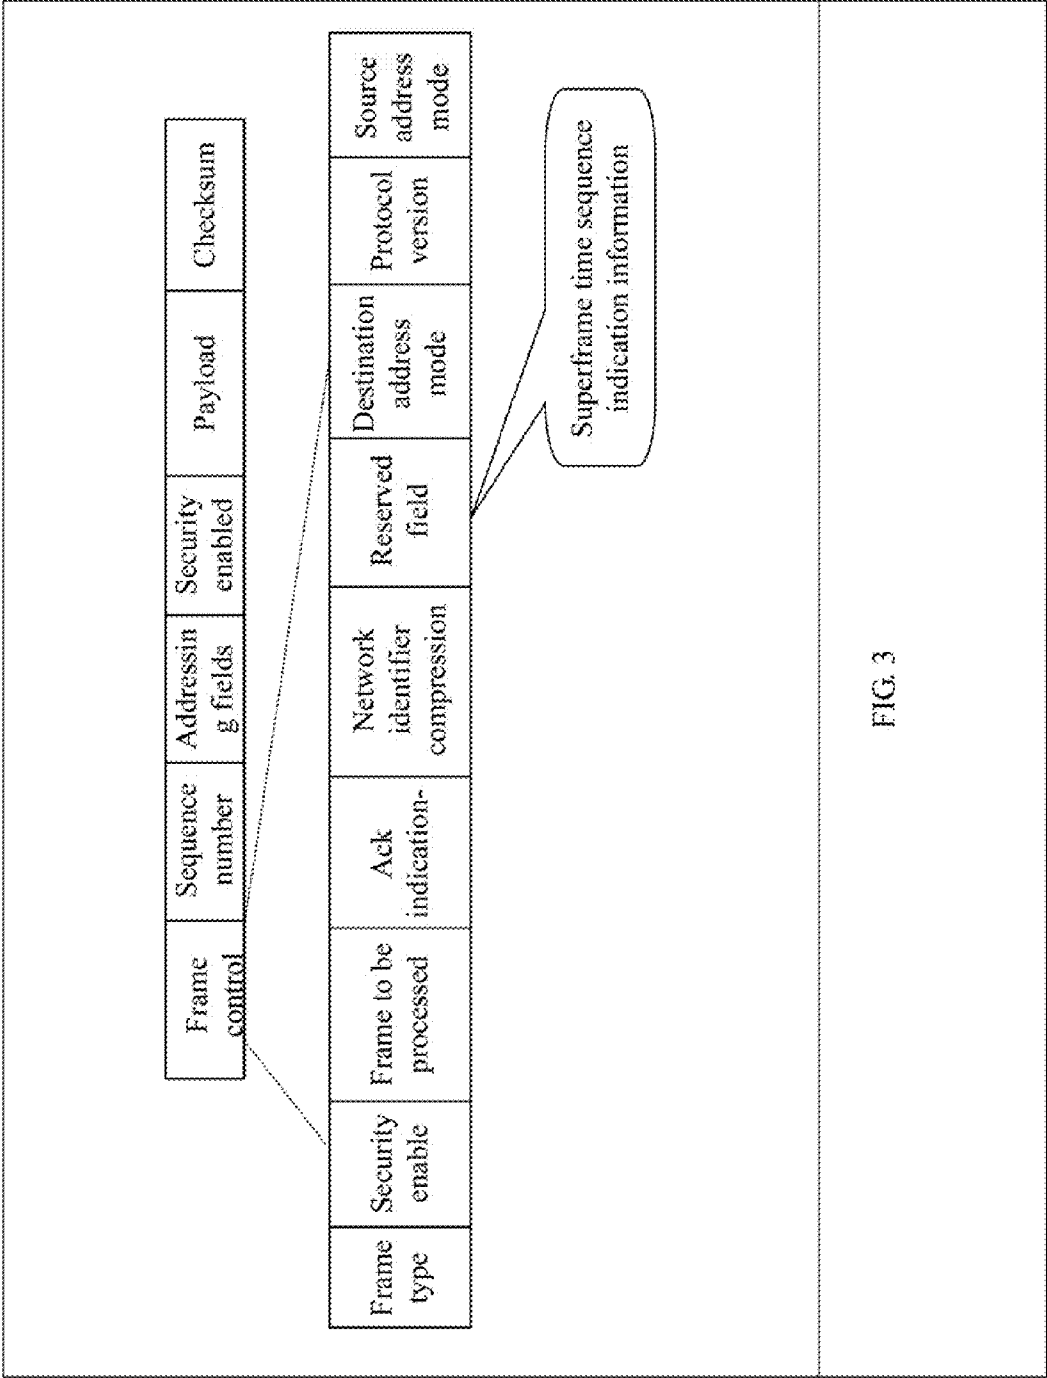 Frame
control
Sequence
number
Addressin
g fields
Security
enabled
Payload
Checksum
Frame
type
Security
enable
Frame to be
processed
Ack
indication-
Network
identifier
compression
Reserved
field
Destination
address
mode
Protocol
version
Source
address
mode
Superframe time sequence
indication information
FIG. 3